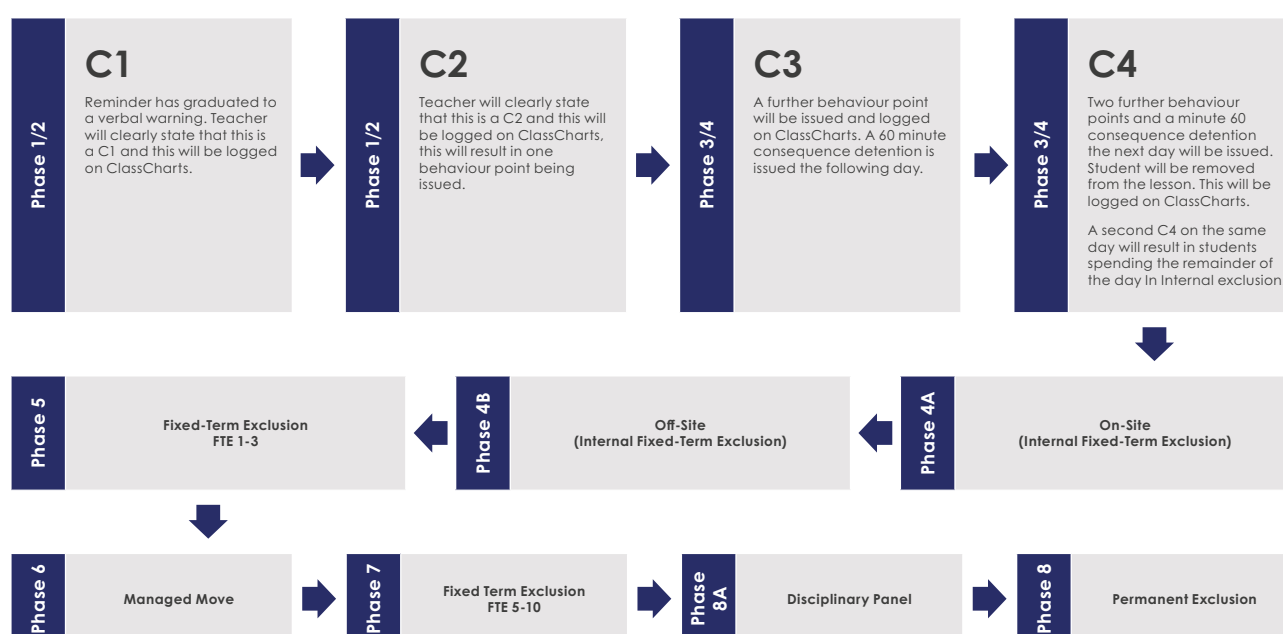 Phase 1/2
C1
Reminder has graduated to
a verbal warning. Teacher
will clearly state that this is
a C1 and this will be logged
on ClassCharts.
Phase 1/2
C2
Teacher will clearly state
that this is a C2 and this will
be logged on ClassCharts,
this will result in one
behaviour point being
issued.
Phase 3/4
C3
A further behaviour point
will be issued and logged
on ClassCharts. A 60 minute
consequence detention is
issued the following day.
Phase 3/4
C4
Two further behaviour
points and a minute 60
consequence detention
the next day will be issued.
Student will be removed
from the lesson. This will be
logged on ClassCharts.
A second C4 on the same
day will result in students
spending the remainder of
the day In Internal exclusion
Phase 4A
On-Site
(Internal Fixed-Term Exclusion)
Phase 4B
Off-Site
(Internal Fixed-Term Exclusion)
Phase 5
Fixed-Term Exclusion
FTE 1-3
Phase 6
Managed Move
Phase 7
Fixed Term Exclusion
FTE 5-10
Phase
8A
Disciplinary Panel
Phase 8
Permanent Exclusion